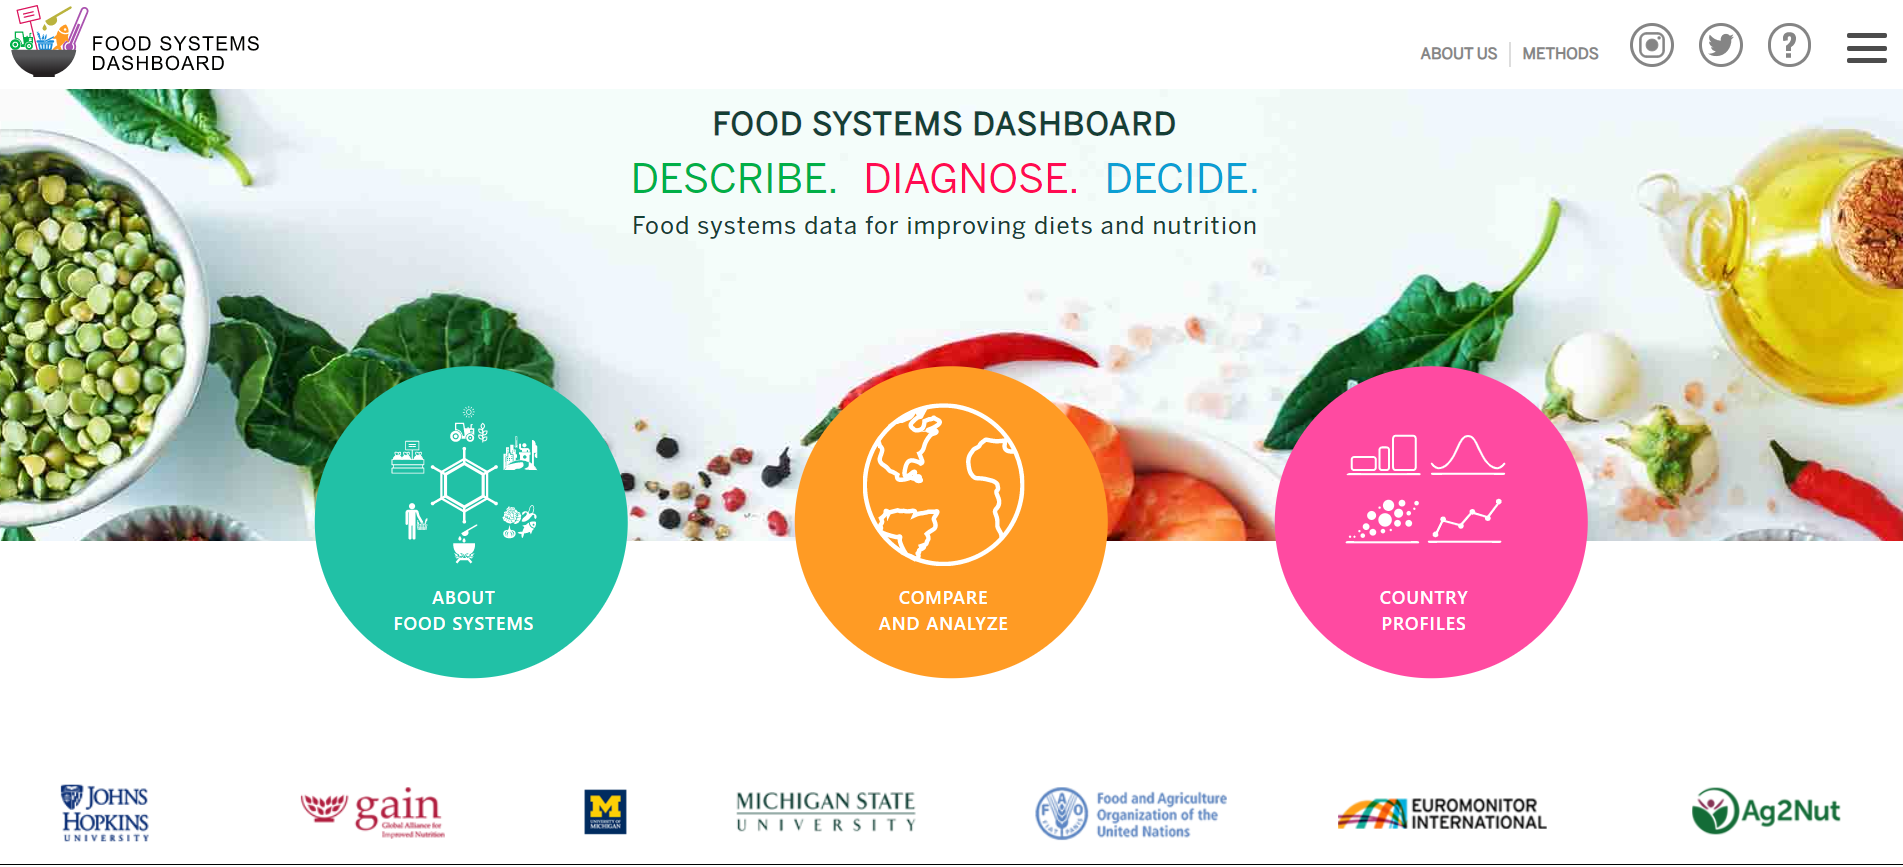 FOOD SYSTEMS
DASHBOARD
ABOUT US
METHODS
?
FOOD SYSTEMS DASHBOARD
DESCRIBE. DIAGNOSE. DECIDE.
Food systems data for improving diets and nutrition
ABOUT
FOOD SYSTEMS
COMPARE
AND ANALYZE
COUNTRY
PROFILES
JOHNS
HOPKINS
UNIVERSITY
gain
Global Alliance for
Improved Nutrition
M
UNIVERSITY OF
MICHIGAN
MICHIGAN STATE
UNIVERSITY
F A O
FIAT PANIS
Food and Agriculture
Organization of the
United Nations
EUROMONITOR
INTERNATIONAL
Ag2Nut